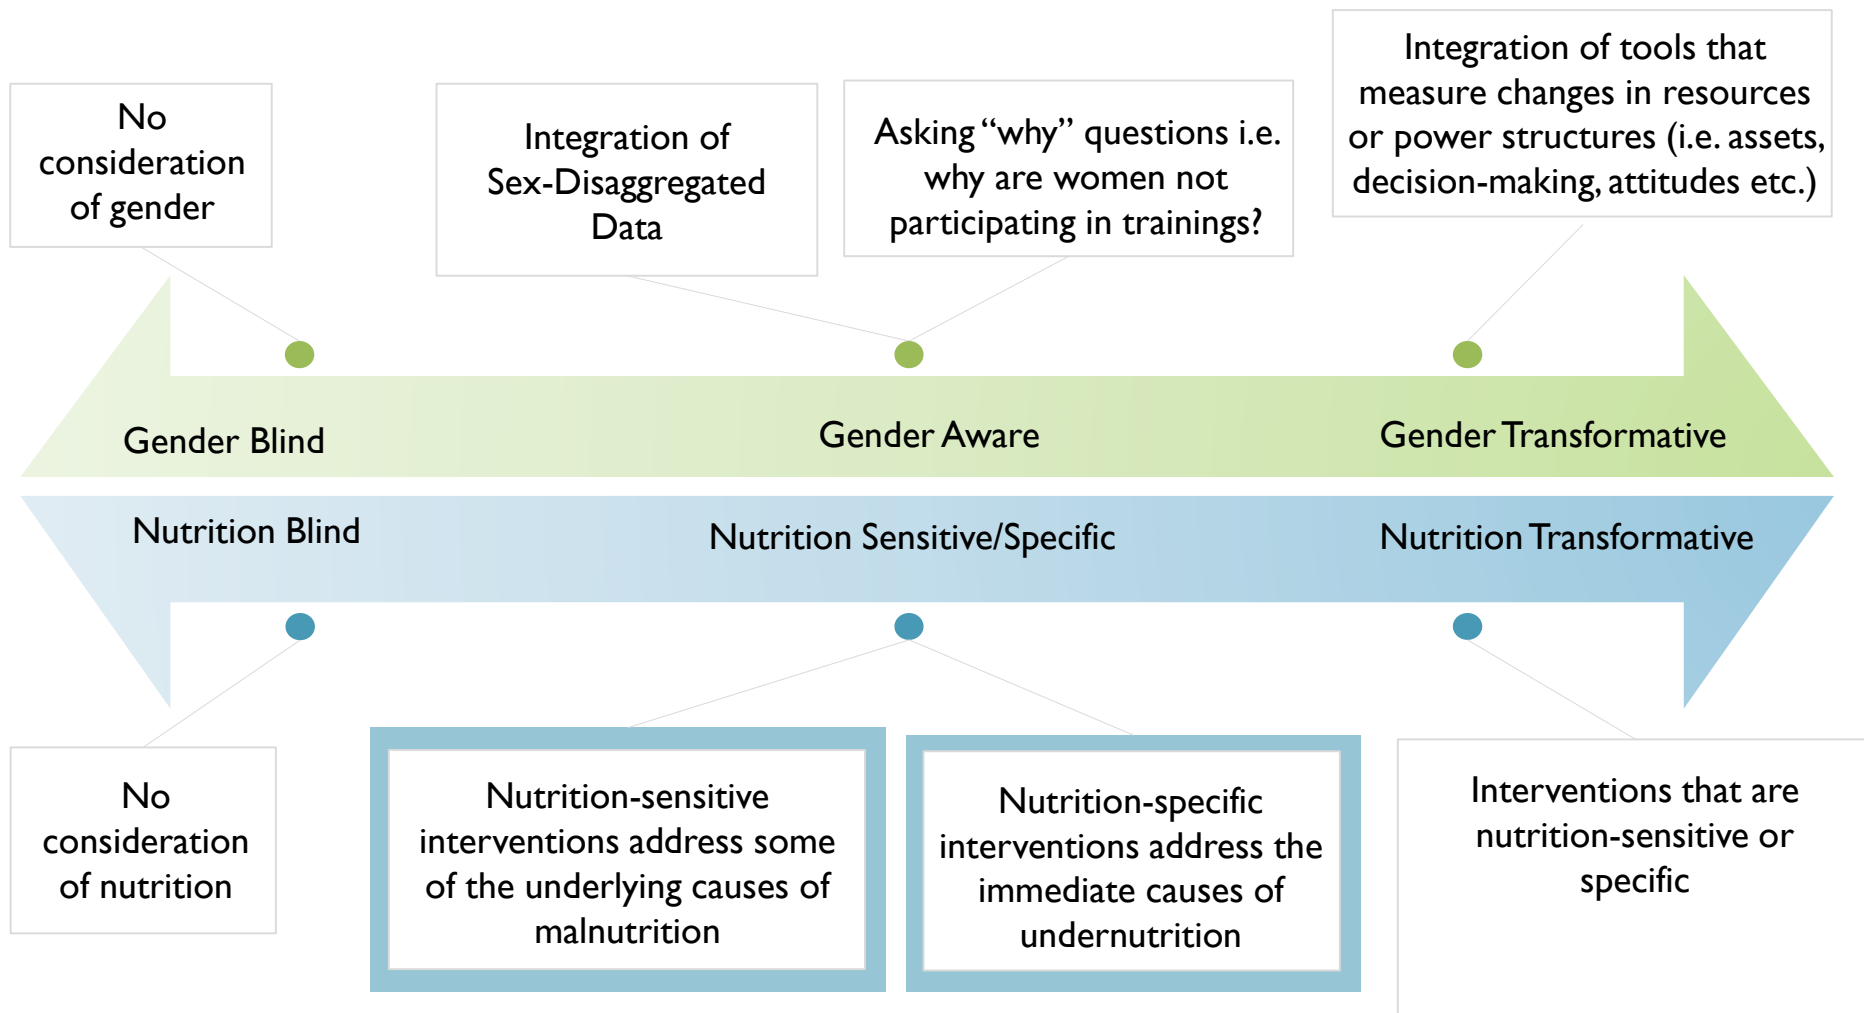 No
consideration
of gender
Integration of
Sex-Disaggregated
Data
Asking “why” questions i.e.
why are women not
participating in trainings?
Integration of tools that
measure changes in resources
or power structures (i.e. assets,
decision-making, attitudes etc.)
Gender Blind
Gender Aware
Gender Transformative
Nutrition Blind
Nutrition Sensitive/Specific
Nutrition Transformative
No
consideration
of nutrition
Nutrition-sensitive
interventions address some
of the underlying causes of
malnutrition
Nutrition-specific
interventions address the
immediate causes of
undernutrition
Interventions that are
nutrition-sensitive or
specific